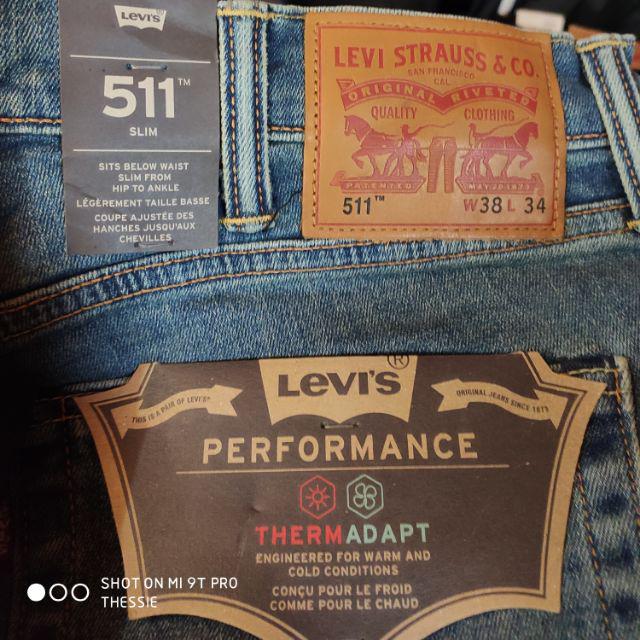 Levi's
511™
SLIM
SITS BELOW WAIST
SLIM FROM
HIP TO ANKLE
LÉGÈREMENT TAILLE BASSE
COUPE AJUSTÉE DES
HANCHES JUSQU'AUX
CHEVILLES
LEVI STRAUSS & CO.
SAN FRANCISCO
CAL.
ORIGINAL RIVETED
QUALITY CLOTHING
PATENTED MAY 20 1873
511™ W 38 L 34
LEVI'S®
THIS IS A PAIR OF LEVI'S®
ORIGINAL JEANS SINCE 1873
PERFORMANCE
THERMADAPT
ENGINEERED FOR WARM AND
COLD CONDITIONS
CONÇU POUR LE FROID
COMME POUR LE CHAUD
SHOT ON MI 9T PRO
THESSIE